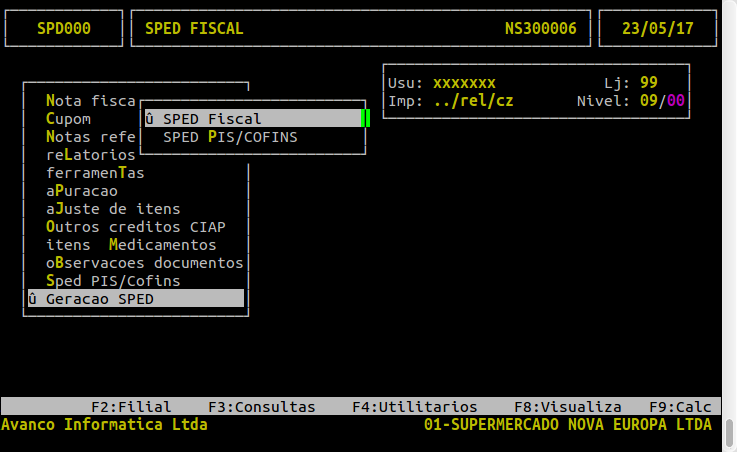 SPD000 SPED FISCAL NS300006 23/05/17
Usu: xxxxxxx Lj: 99
Imp: ../rel/cz Nivel: 09/00
Nota fisca
Cupom
Notas refe
reLatorios
ferramenTas
aPuracao
aJuste de itens
Outros creditos CIAP
itens Medicamentos
oBservacoes documentos
Sped PIS/Cofins
û Geracao SPED
û SPED Fiscal
SPED PIS/COFINS
F2:Filial F3:Consultas F4:Utilitarios F8:Visualiza F9:Calc
Avanco Informatica Ltda 01-SUPERMERCADO NOVA EUROPA LTDA